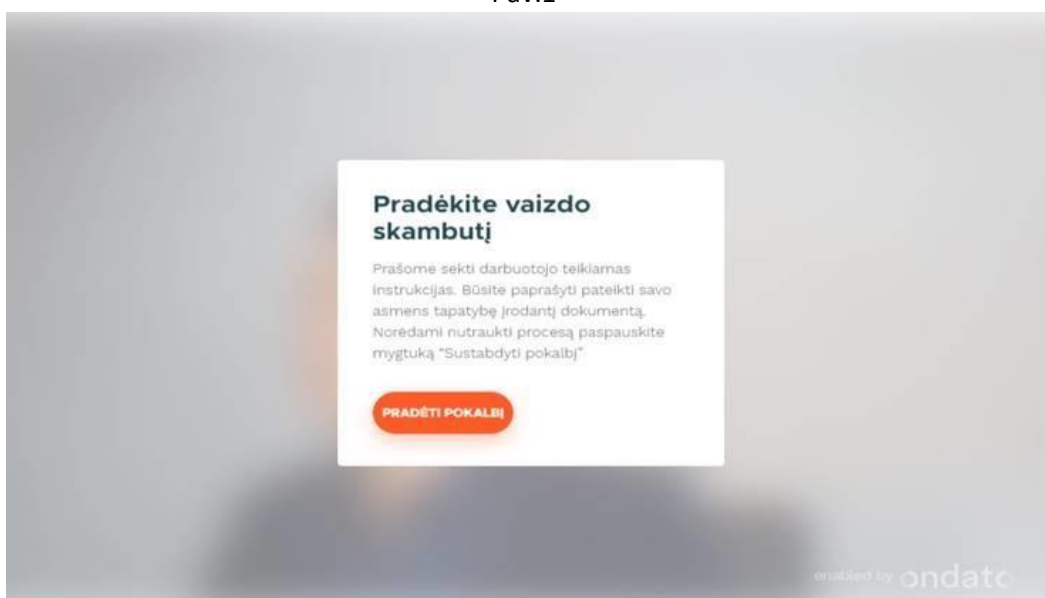 Pradėkite vaizdo
skambutį
Prašome sekti darbuotojo teikiamas
instrukcijas. Būsite paprašyti pateikti savo
asmens tapatybę įrodantį dokumentą.
Norėdami nutraukti procesą paspauskite
mygtuką "Sustabdyti pokalbį"
PRADĖTI POKALBĮ
enabled by ondato